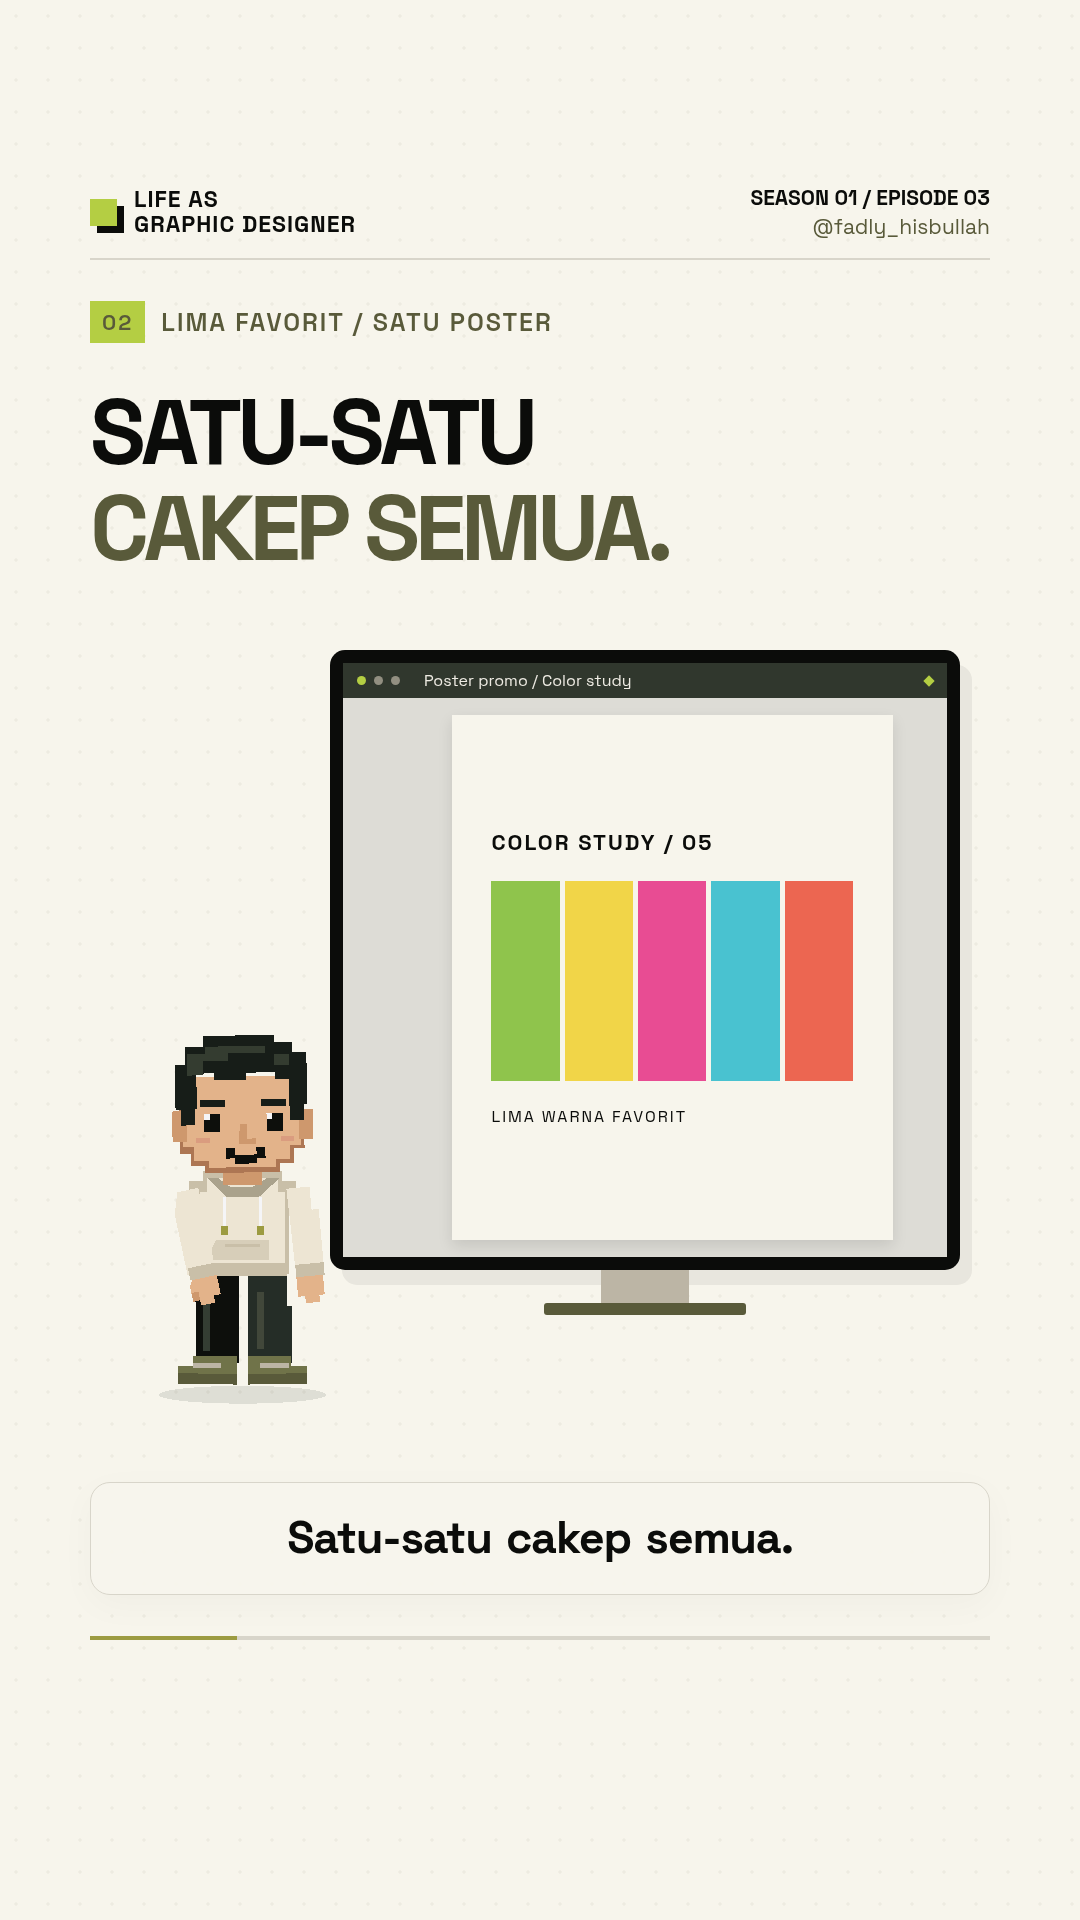 LIFE AS
GRAPHIC DESIGNER
SEASON 01 / EPISODE 03
@fadly_hisbullah
02
LIMA FAVORIT / SATU POSTER
SATU-SATU
CAKEP SEMUA.
Poster promo / Color study
COLOR STUDY / 05
LIMA WARNA FAVORIT
Satu-satu cakep semua.